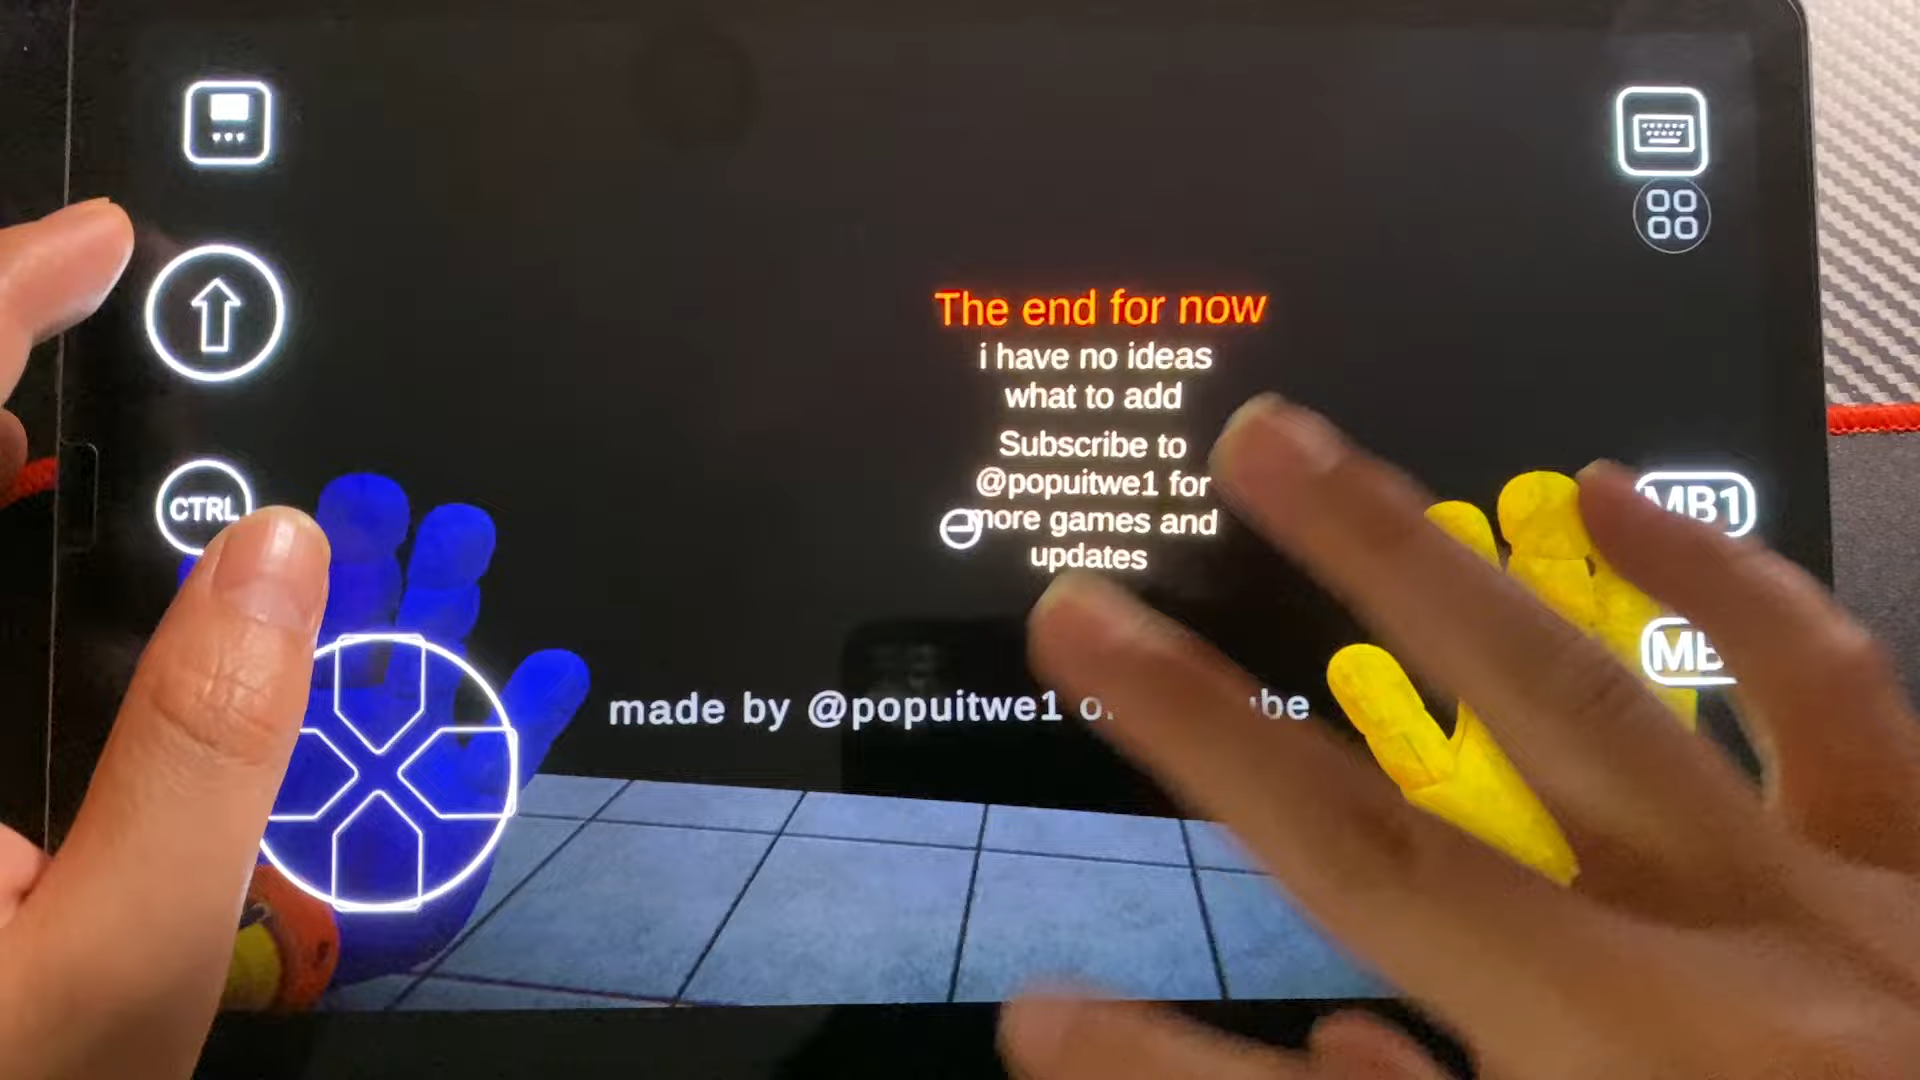 The end for now
i have no ideas
what to add
Subscribe to
@popuitwe1 for
more games and
updates
CTRL
MB1
made by @popuitwe1